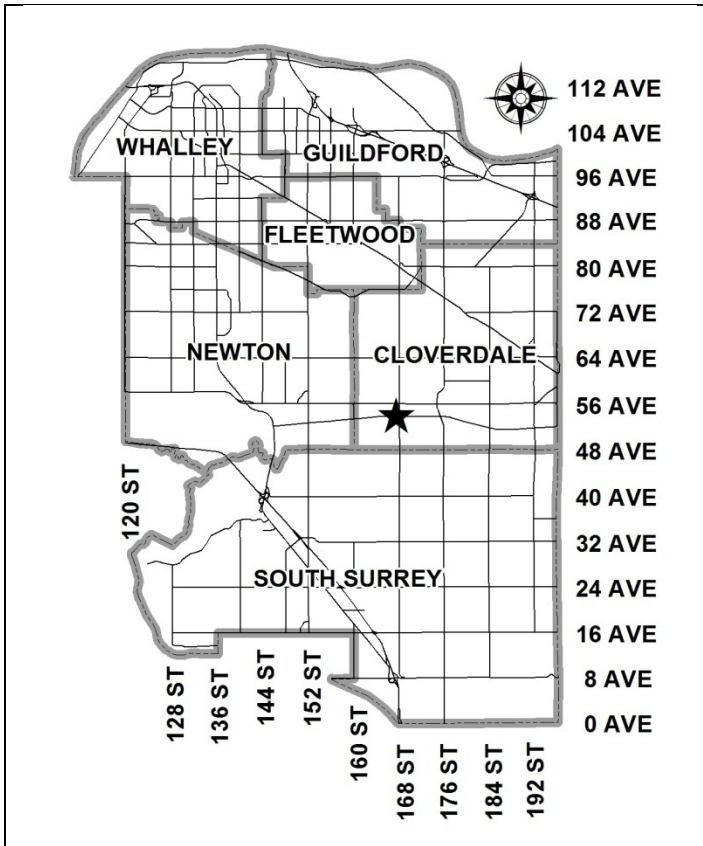 112 AVE
104 AVE
WHALLEY
GUILDFORD
96 AVE
88 AVE
FLEETWOOD
80 AVE
72 AVE
NEWTON
CLOVERDALE
64 AVE
56 AVE
48 AVE
120 ST
40 AVE
32 AVE
SOUTH SURREY
24 AVE
16 AVE
8 AVE
0 AVE
128 ST
136 ST
144 ST
152 ST
160 ST
168 ST
176 ST
184 ST
192 ST